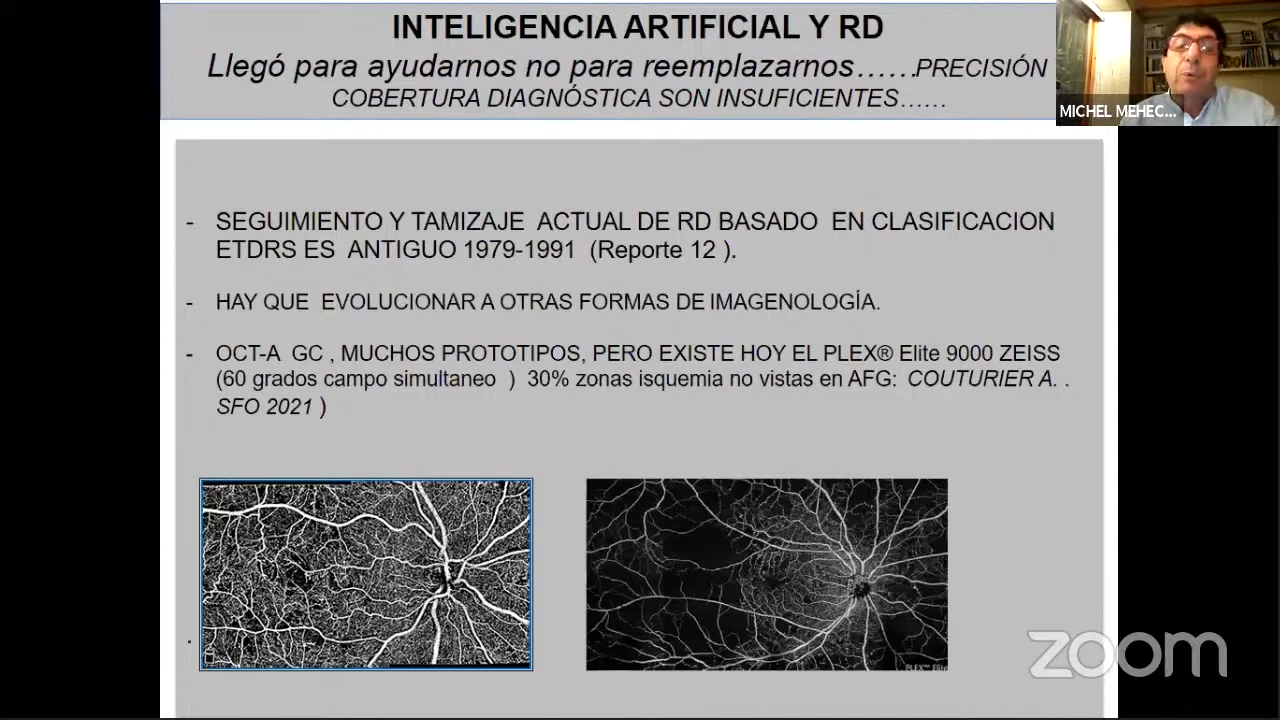 INTELIGENCIA ARTIFICIAL Y RD
Llegó para ayudarnos no para reemplazarnos……PRECISIÓN
COBERTURA DIAGNÓSTICA SON INSUFICIENTES……
MICHEL MEHEC...
- SEGUIMIENTO Y TAMIZAJE ACTUAL DE RD BASADO EN CLASIFICACION
ETDRS ES ANTIGUO 1979-1991 (Reporte 12 ).
- HAY QUE EVOLUCIONAR A OTRAS FORMAS DE IMAGENOLOGÍA.
- OCT-A GC , MUCHOS PROTOTIPOS, PERO EXISTE HOY EL PLEX® Elite 9000 ZEISS
(60 grados campo simultaneo ) 30% zonas isquemia no vistas en AFG: COUTURIER A. .
SFO 2021 )
.
PLEX™ Elite
zoom